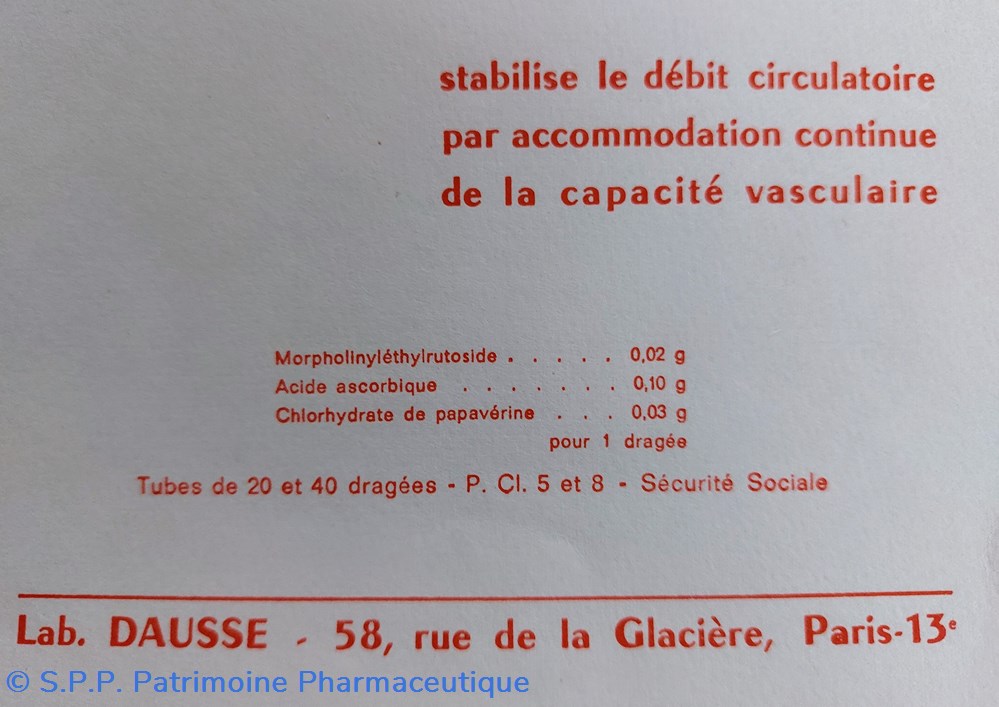 stabilise le débit circulatoire
par accommodation continue
de la capacité vasculaire
Morpholinyléthylrutoside . . . . . 0,02 g
Acide ascorbique . . . . . . . 0,10 g
Chlorhydrate de papavérine . . . 0,03 g
pour 1 dragée
Tubes de 20 et 40 dragées - P. Cl. 5 et 8 - Sécurité Sociale
Lab. DAUSSE - 58, rue de la Glacière, Paris-13e
© S.P.P. Patrimoine Pharmaceutique